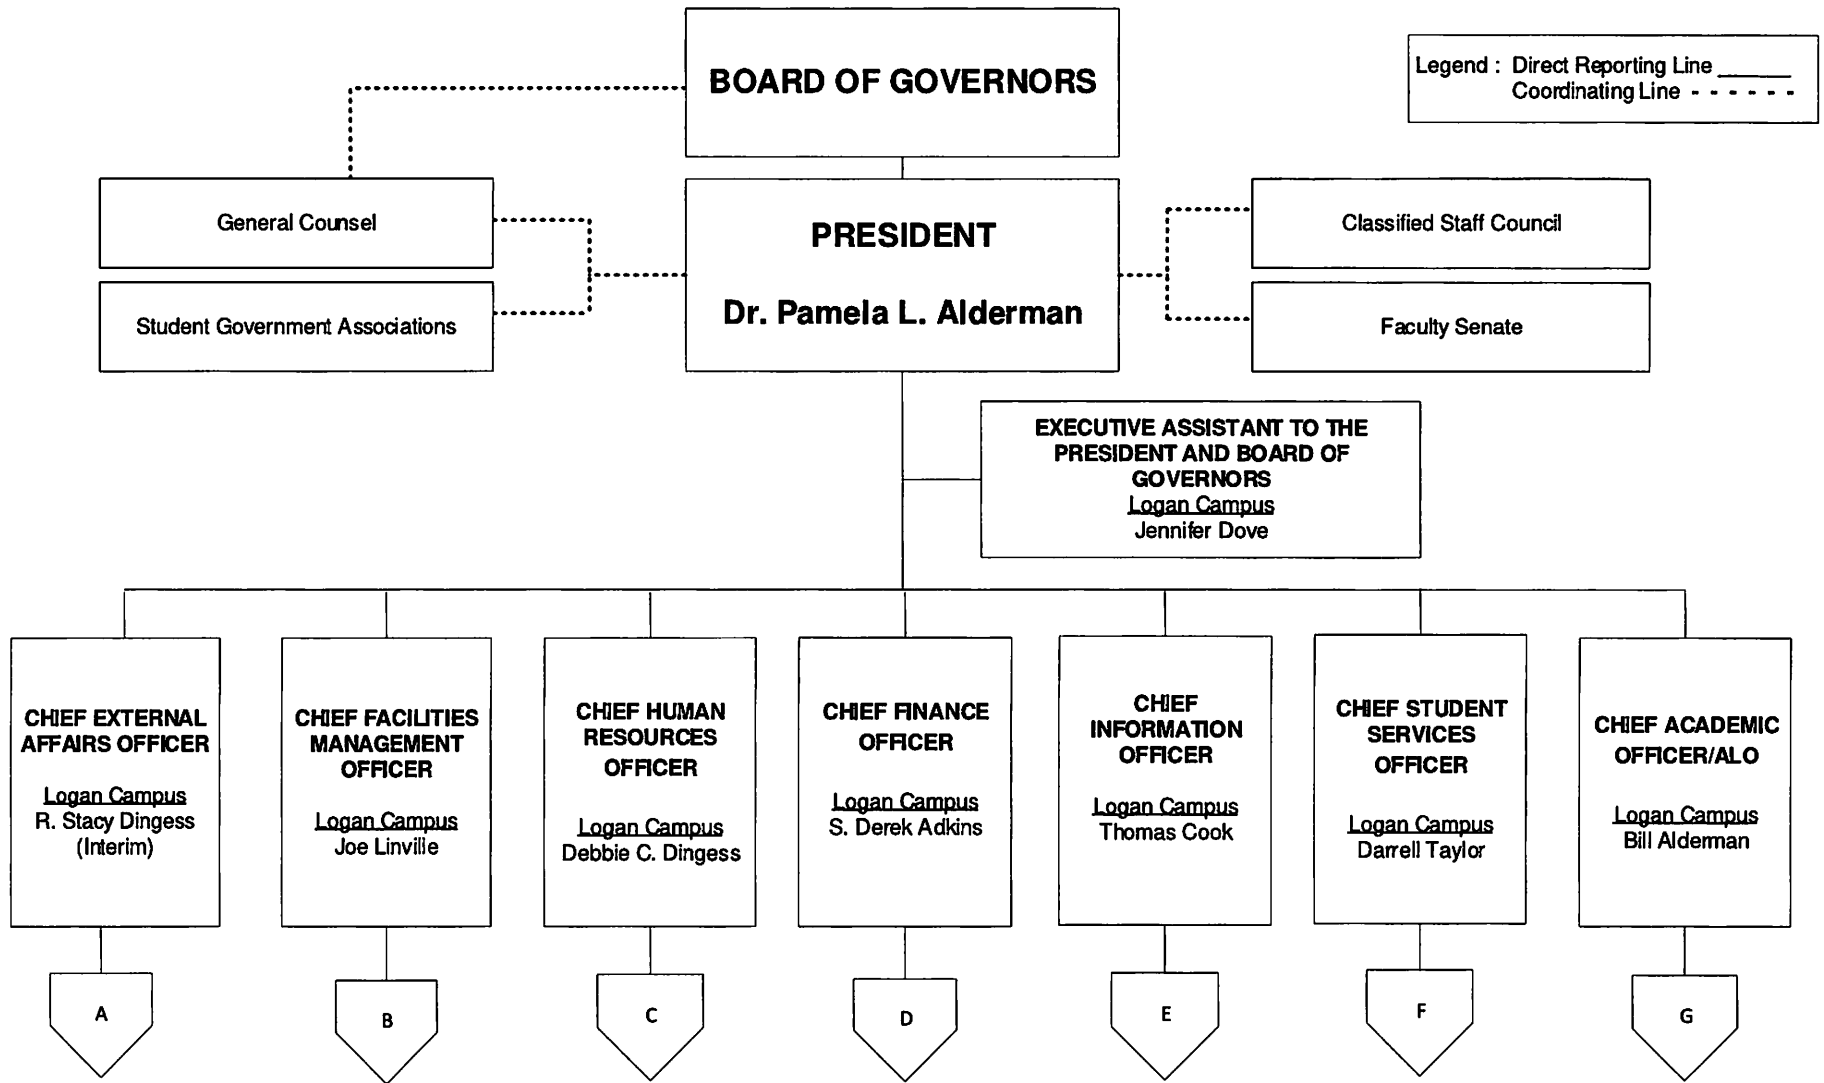 BOARD OF GOVERNORS
Legend : Direct Reporting Line
Coordinating Line
General Counsel
Student Government Associations
PRESIDENT
Dr. Pamela L. Alderman
Classified Staff Council
Faculty Senate
EXECUTIVE ASSISTANT TO THE
PRESIDENT AND BOARD OF
GOVERNORS
Logan Campus
Jennifer Dove
CHIEF EXTERNAL
AFFAIRS OFFICER
Logan Campus
R. Stacy Dingess
(Interim)
CHIEF FACILITIES
MANAGEMENT
OFFICER
Logan Campus
Joe Linville
CHIEF HUMAN
RESOURCES
OFFICER
Logan Campus
Debbie C. Dingess
CHIEF FINANCE
OFFICER
Logan Campus
S. Derek Adkins
CHIEF
INFORMATION
OFFICER
Logan Campus
Thomas Cook
CHIEF STUDENT
SERVICES
OFFICER
Logan Campus
Darrell Taylor
CHIEF ACADEMIC
OFFICER/ALO
Logan Campus
Bill Alderman
A
B
C
D
E
F
G